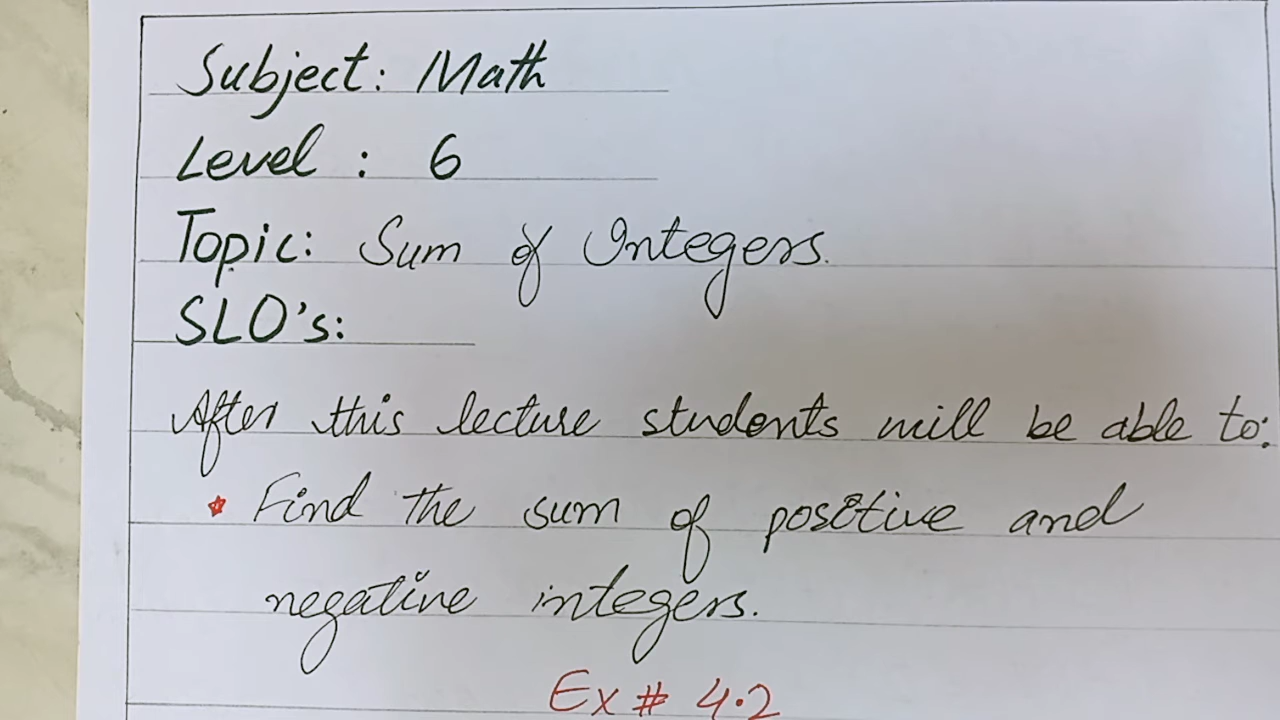 Subject: Math
Level : 6
Topic: Sum of Integers.
SLO's:
After this lecture students will be able to:
* Find the sum of positive and
negative integers.
Ex # 4.2